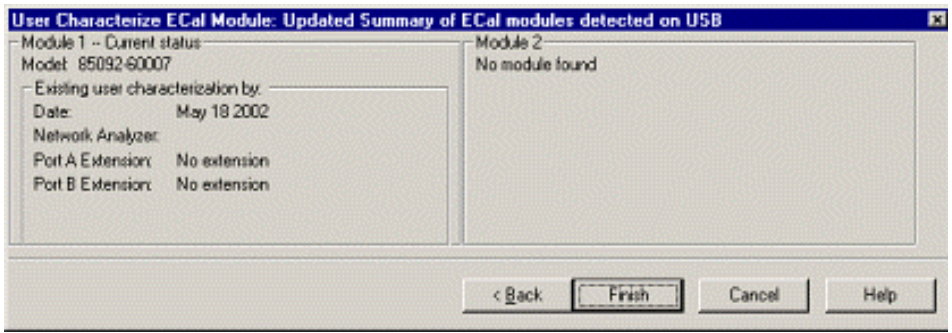 User Characterize ECal Module: Updated Summary of ECal modules detected on USB
Module 1 -- Current status
Model: 85092-60007
Existing user characterization by:
Date: May 18 2002
Network Analyzer:
Port A Extension: No extension
Port B Extension: No extension
Module 2
No module found
< Back Finish Cancel Help